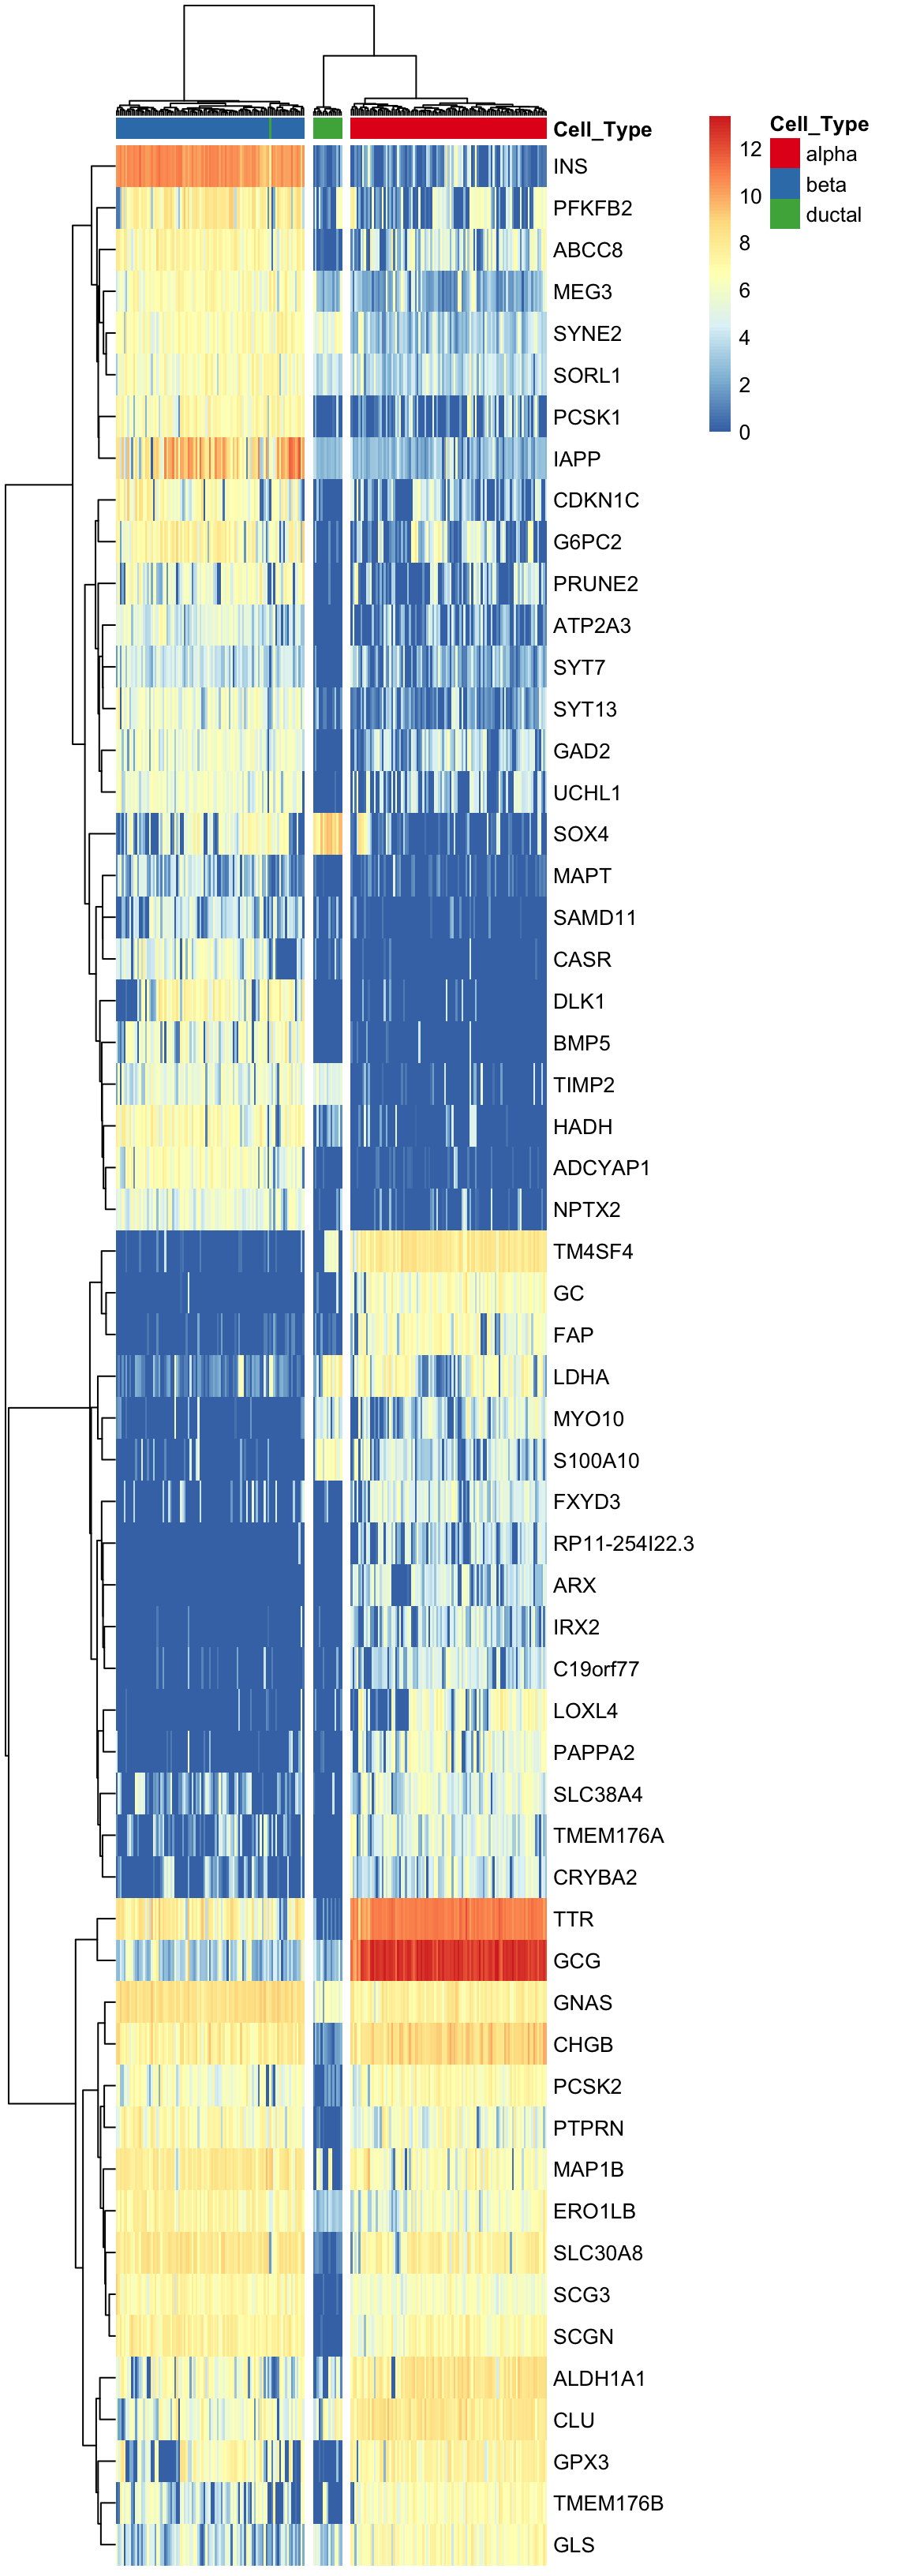 Cell_Type
INS
PFKFB2
ABCC8
MEG3
SYNE2
SORL1
PCSK1
IAPP
CDKN1C
G6PC2
PRUNE2
ATP2A3
SYT7
SYT13
GAD2
UCHL1
SOX4
MAPT
SAMD11
CASR
DLK1
BMP5
TIMP2
HADH
ADCYAP1
NPTX2
TM4SF4
GC
FAP
LDHA
MYO10
S100A10
FXYD3
RP11-254I22.3
ARX
IRX2
C19orf77
LOXL4
PAPPA2
SLC38A4
TMEM176A
CRYBA2
TTR
GCG
GNAS
CHGB
PCSK2
PTPRN
MAP1B
ERO1LB
SLC30A8
SCG3
SCGN
ALDH1A1
CLU
GPX3
TMEM176B
GLS
12
10
8
6
4
2
0
Cell_Type
alpha
beta
ductal